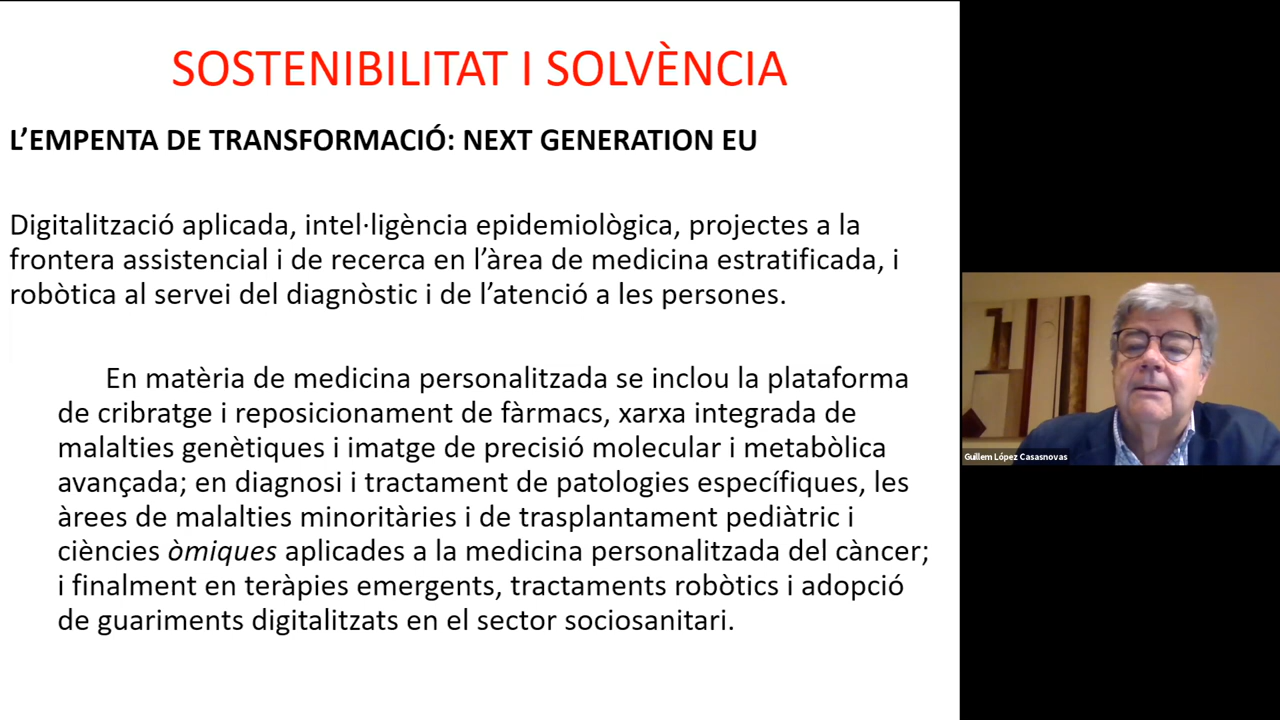 SOSTENIBILITAT I SOLVÈNCIA
L’EMPENTA DE TRANSFORMACIÓ: NEXT GENERATION EU
Digitalització aplicada, intel·ligència epidemiològica, projectes a la
frontera assistencial i de recerca en l’àrea de medicina estratificada, i
robòtica al servei del diagnòstic i de l’atenció a les persones.
En matèria de medicina personalitzada se inclou la plataforma
de cribratge i reposicionament de fàrmacs, xarxa integrada de
malalties genètiques i imatge de precisió molecular i metabòlica
avançada; en diagnosi i tractament de patologies específiques, les
àrees de malalties minoritàries i de trasplantament pediàtric i
ciències òmiques aplicades a la medicina personalitzada del càncer;
i finalment en teràpies emergents, tractaments robòtics i adopció
de guariments digitalitzats en el sector sociosanitari.
Guillem López Casasnovas